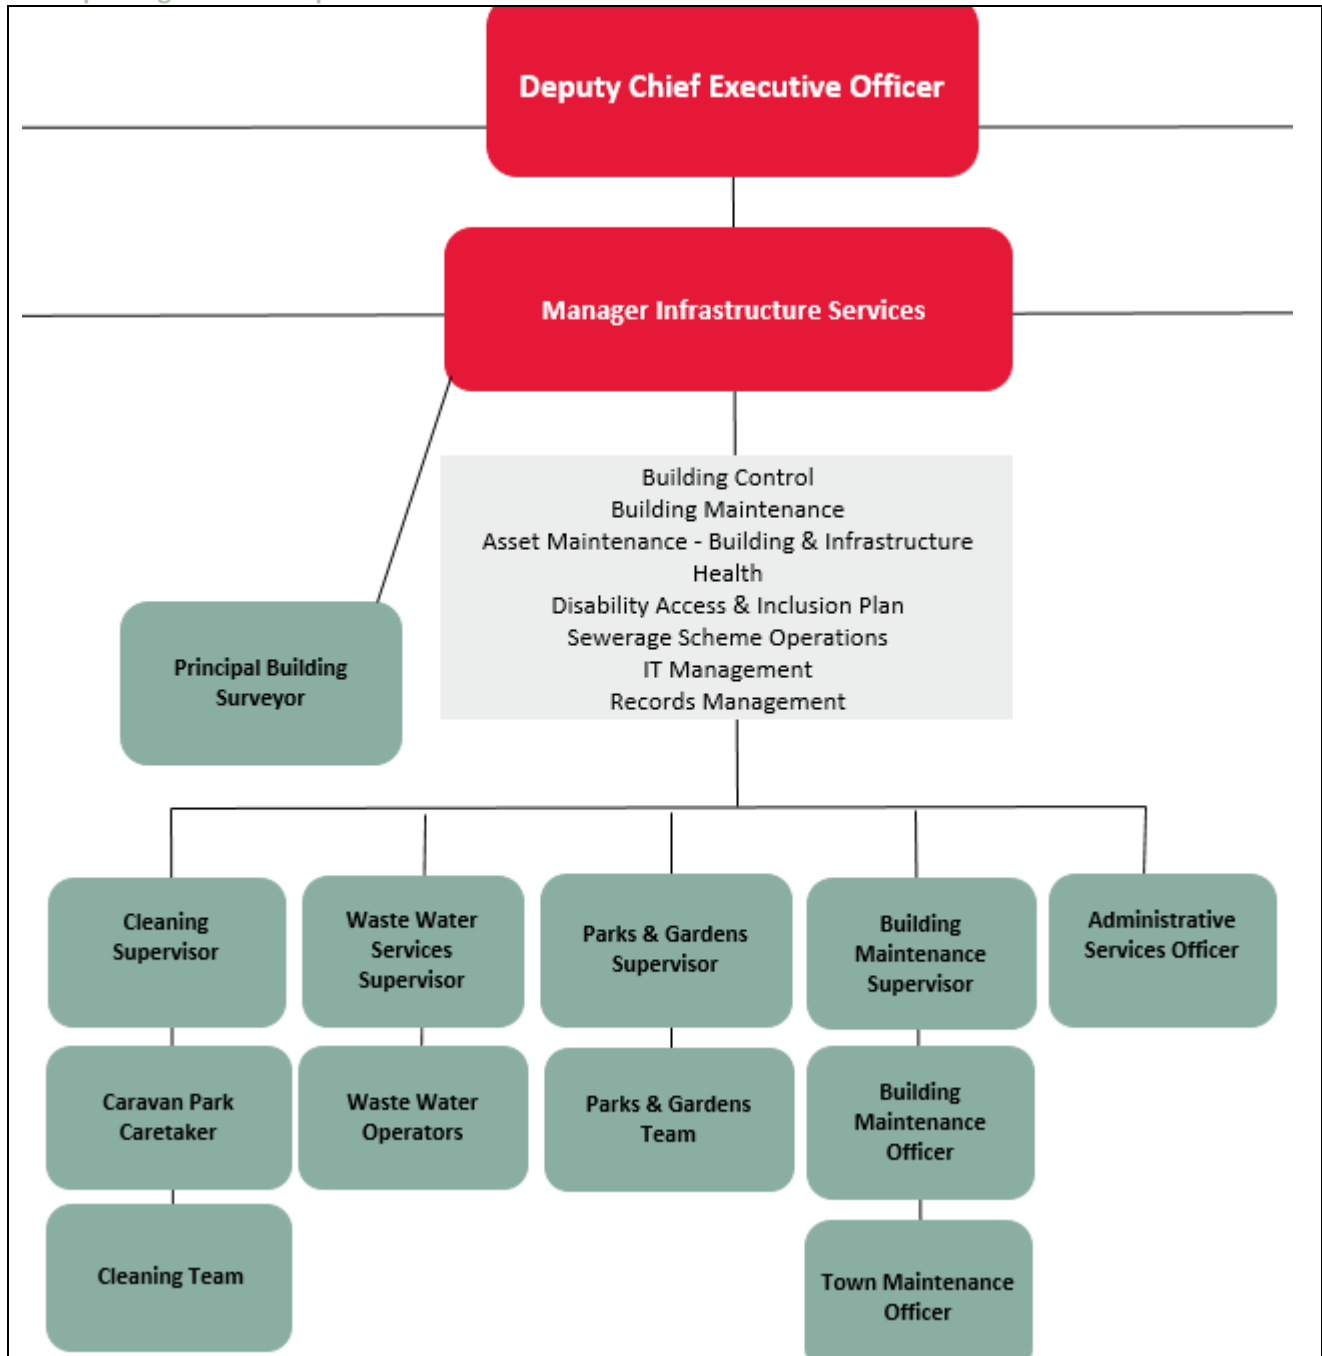 Deputy Chief Executive Officer
Manager Infrastructure Services
Building Control
Building Maintenance
Asset Maintenance - Building & Infrastructure
Health
Disability Access & Inclusion Plan
Sewerage Scheme Operations
IT Management
Records Management
Principal Building
Surveyor
Cleaning
Supervisor
Waste Water
Services
Supervisor
Parks & Gardens
Supervisor
Building
Maintenance
Supervisor
Administrative
Services Officer
Caravan Park
Caretaker
Waste Water
Operators
Parks & Gardens
Team
Building
Maintenance
Officer
Cleaning Team
Town Maintenance
Officer